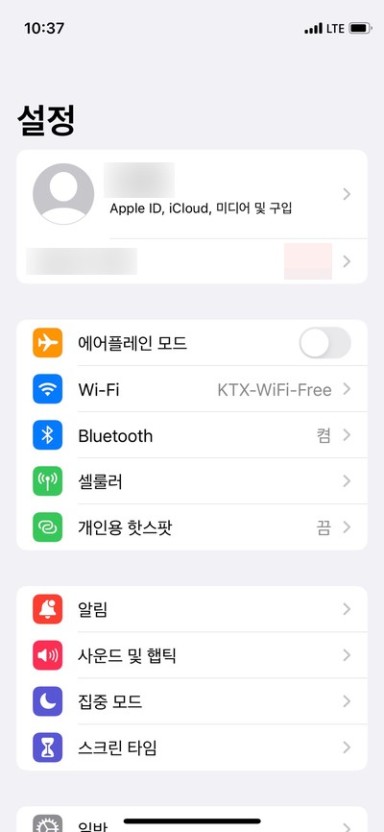 10:37
LTE
설정
Apple ID, iCloud, 미디어 및 구입
에어플레인 모드
Wi-Fi KTX-WiFi-Free
Bluetooth 켬
셀룰러
개인용 핫스팟 끔
알림
사운드 및 햅틱
집중 모드
스크린 타임
일반